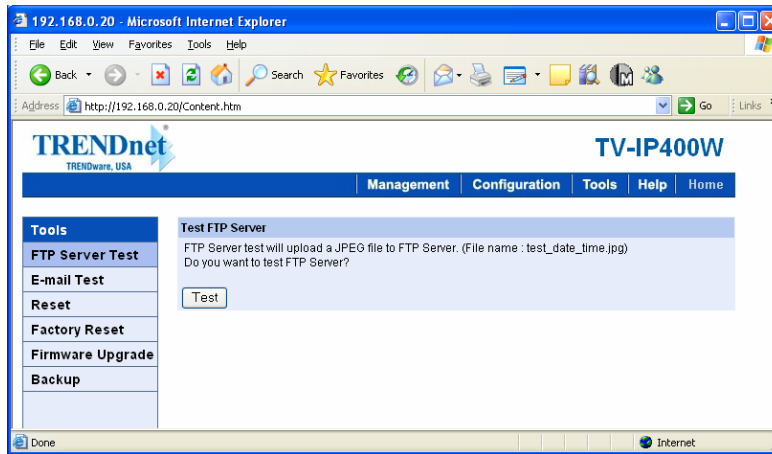 192.168.0.20 - Microsoft Internet Explorer
File Edit View Favorites Tools Help
Back Search Favorites
Address http://192.168.0.20/Content.htm Go Links
TRENDnet
TRENDware, USA
TV-IP400W
Management Configuration Tools Help Home
Tools
FTP Server Test
E-mail Test
Reset
Factory Reset
Firmware Upgrade
Backup
Test FTP Server
FTP Server test will upload a JPEG file to FTP Server. (File name : test_date_time.jpg)
Do you want to test FTP Server?
Test
Done Internet